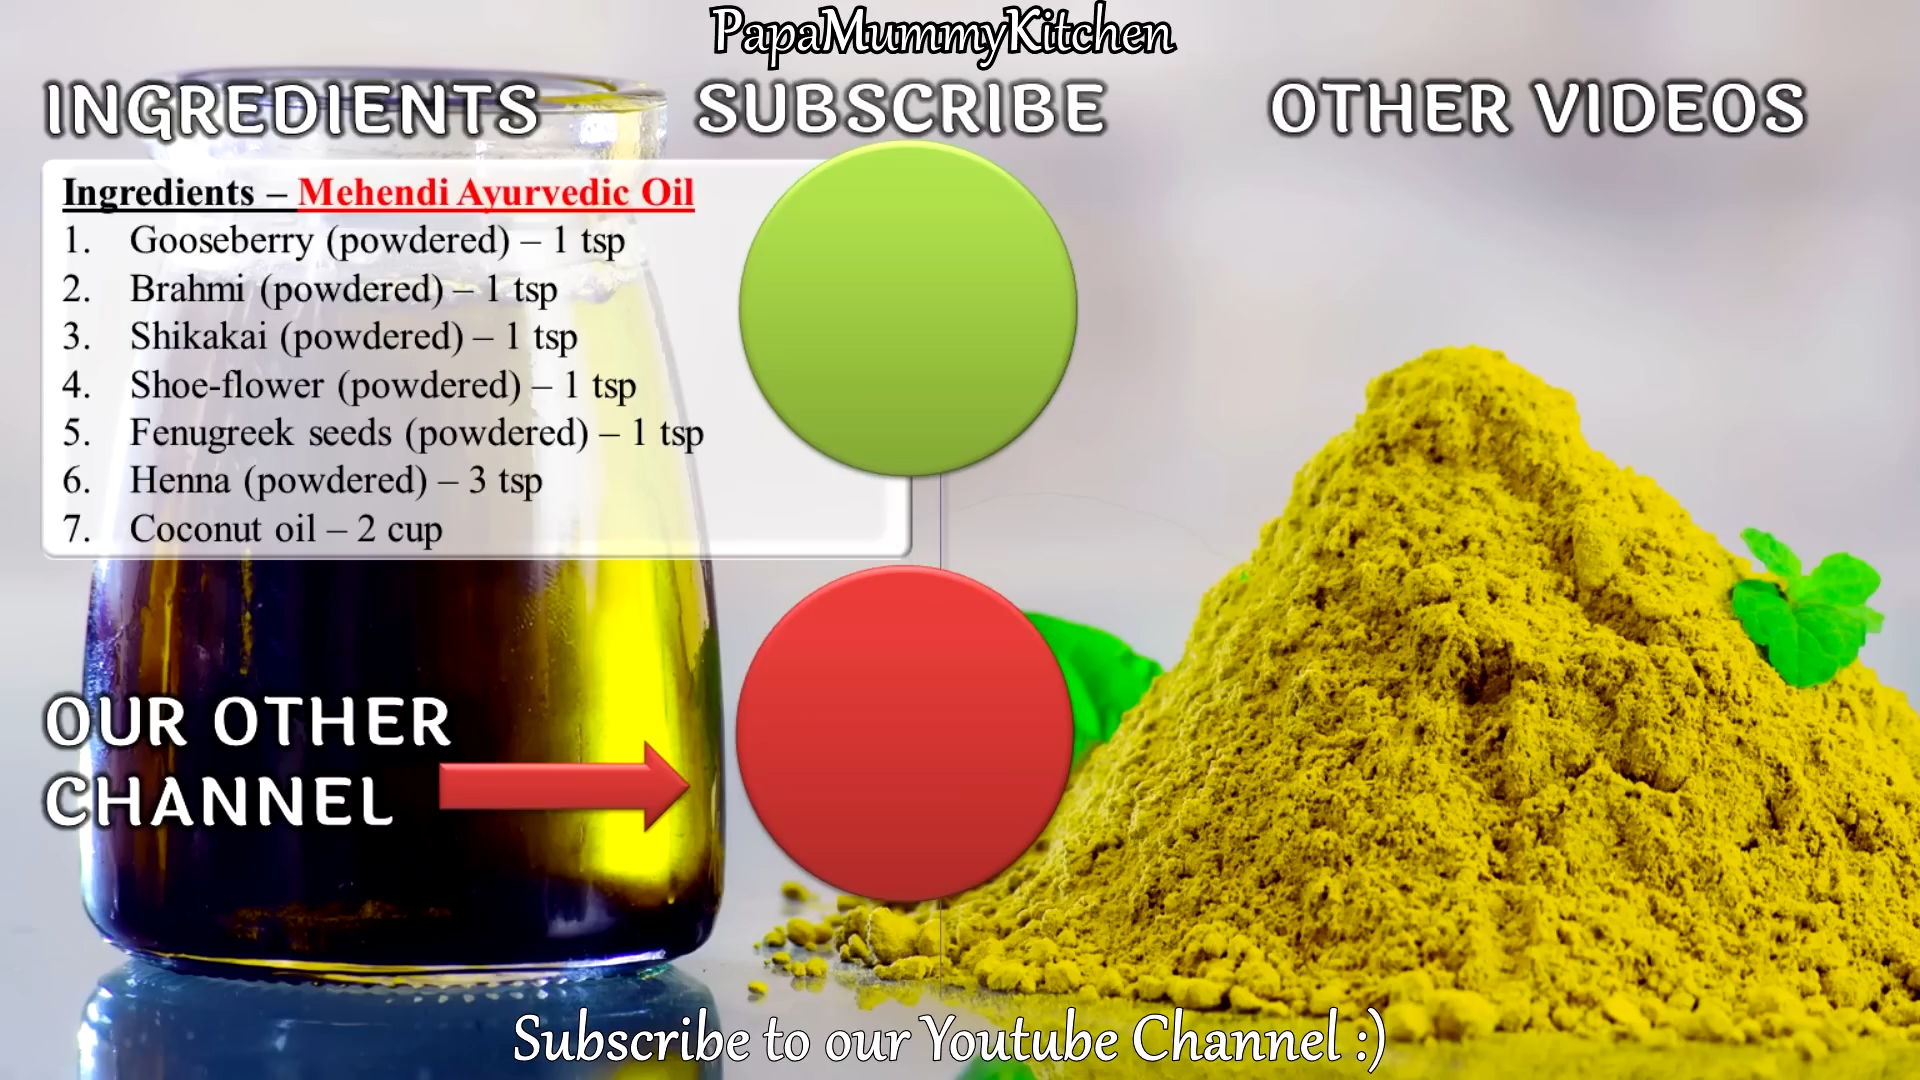 PapaMummyKitchen
INGREDIENTS
SUBSCRIBE
OTHER VIDEOS
Ingredients – Mehendi Ayurvedic Oil
1. Gooseberry (powdered) – 1 tsp
2. Brahmi (powdered) – 1 tsp
3. Shikakai (powdered) – 1 tsp
4. Shoe-flower (powdered) – 1 tsp
5. Fenugreek seeds (powdered) – 1 tsp
6. Henna (powdered) – 3 tsp
7. Coconut oil – 2 cup
OUR OTHER
CHANNEL
Subscribe to our Youtube Channel :)